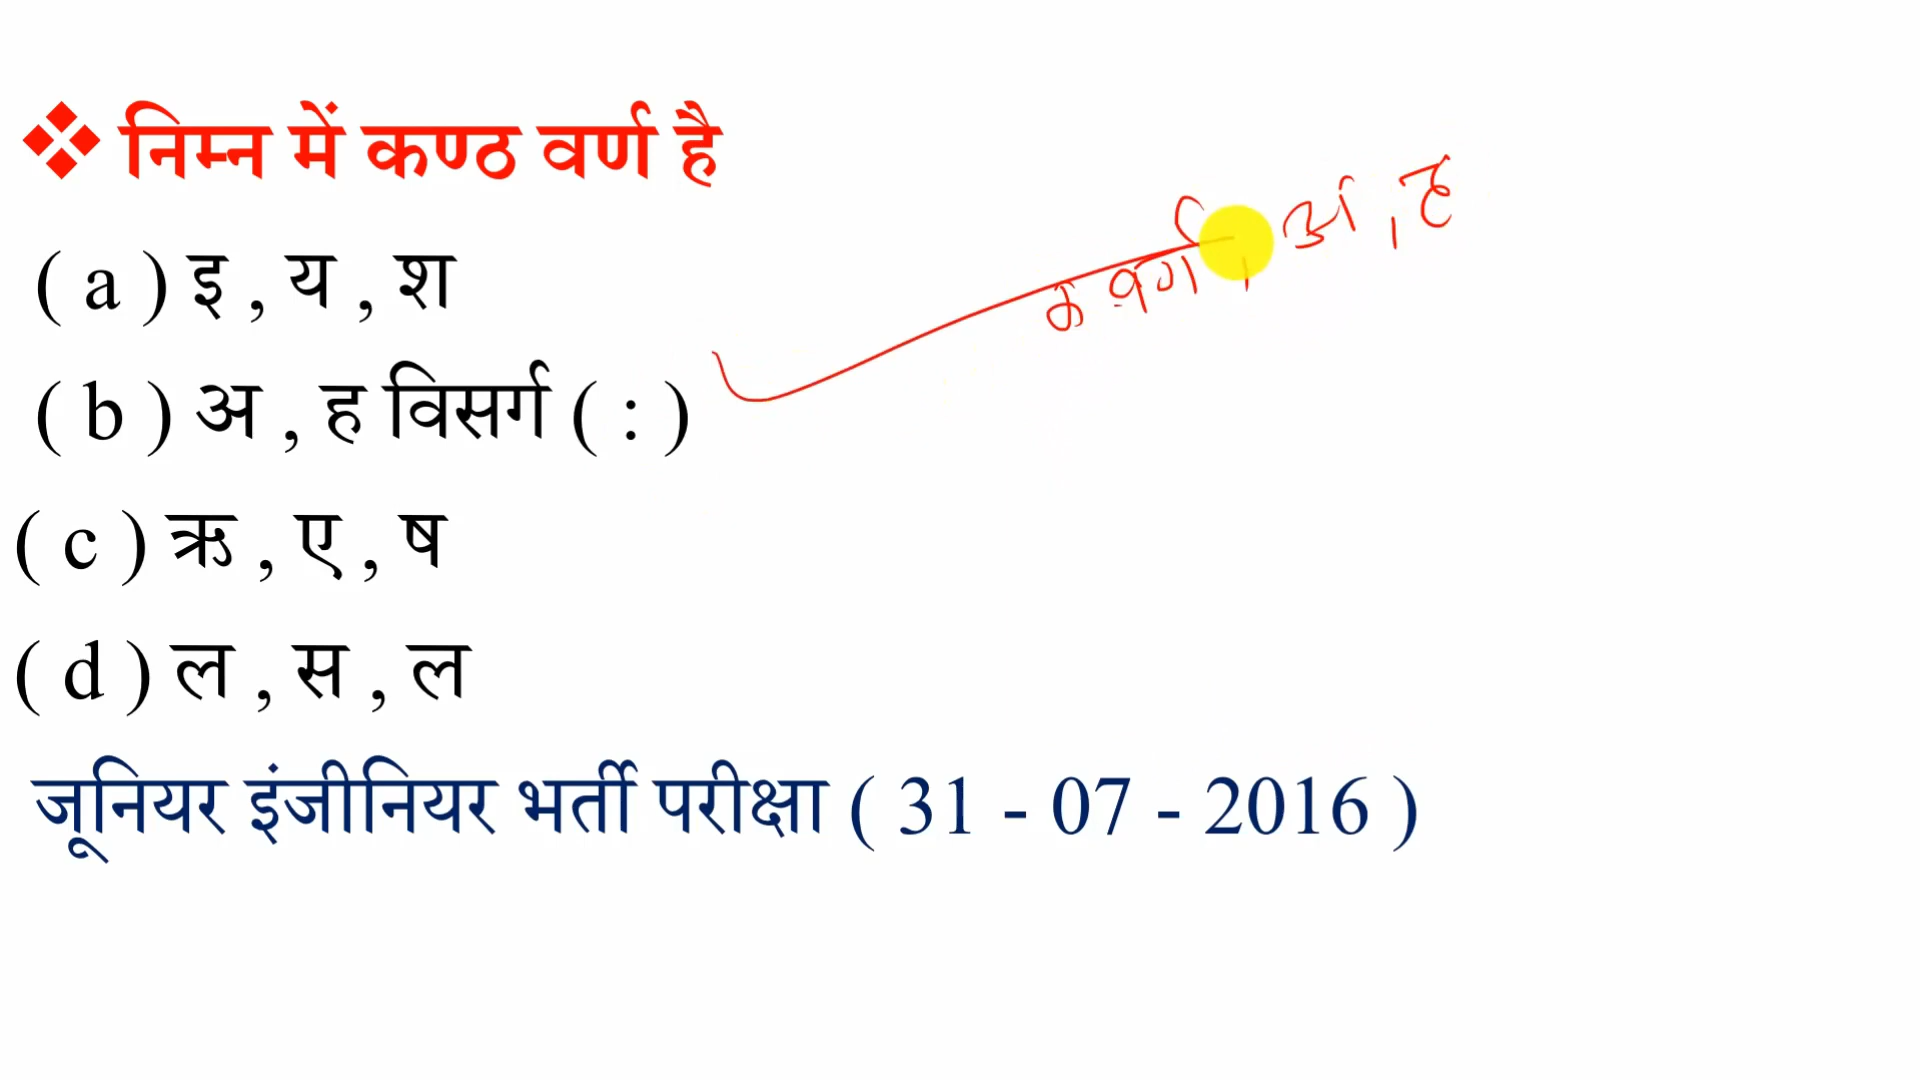 ❖ निम्न में कण्ठ वर्ण है
( a ) इ , य , श
( b ) अ , ह विसर्ग ( : )
( c ) ऋ , ए , ष
( d ) ल , स , ल
जूनियर इंजीनियर भर्ती परीक्षा ( 31 - 07 - 2016 )
क वर्ग , अ , ह